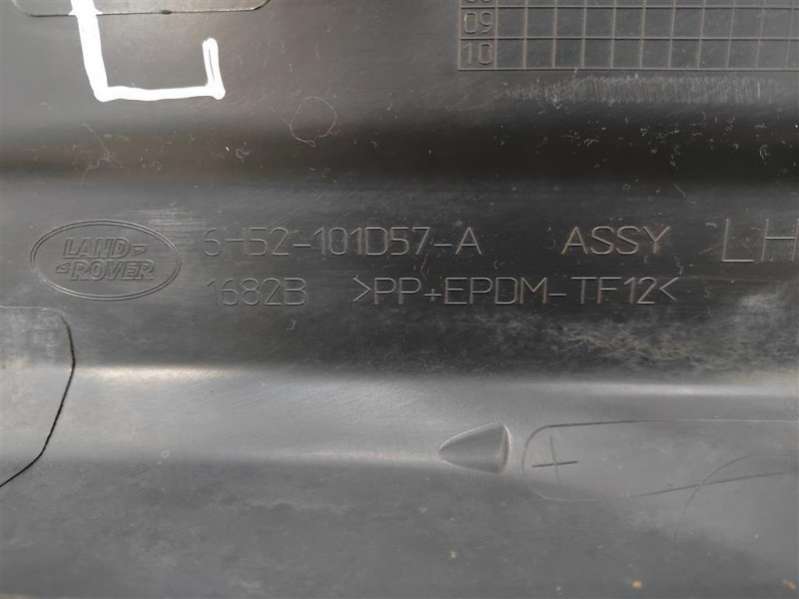 L
09
10
LAND-
-ROVER
6H52-101D57-A ASSY LH
1682B >PP+EPDM-TF12<